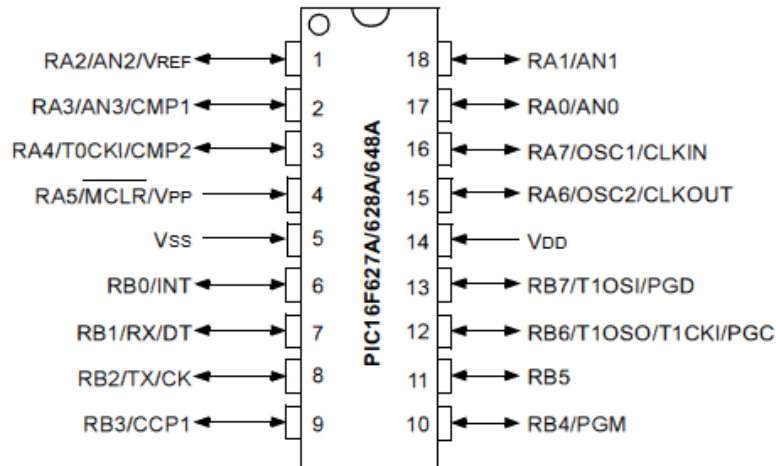 RA2/AN2/VREF 1 18 RA1/AN1
RA3/AN3/CMP1 2 17 RA0/AN0
RA4/T0CKI/CMP2 3 16 RA7/OSC1/CLKIN
RA5/MCLR/VPP 4 15 RA6/OSC2/CLKOUT
VSS 5 14 VDD
RB0/INT 6 13 RB7/T1OSI/PGD
RB1/RX/DT 7 12 RB6/T1OSO/T1CKI/PGC
RB2/TX/CK 8 11 RB5
RB3/CCP1 9 10 RB4/PGM
PIC16F627A/628A/648A